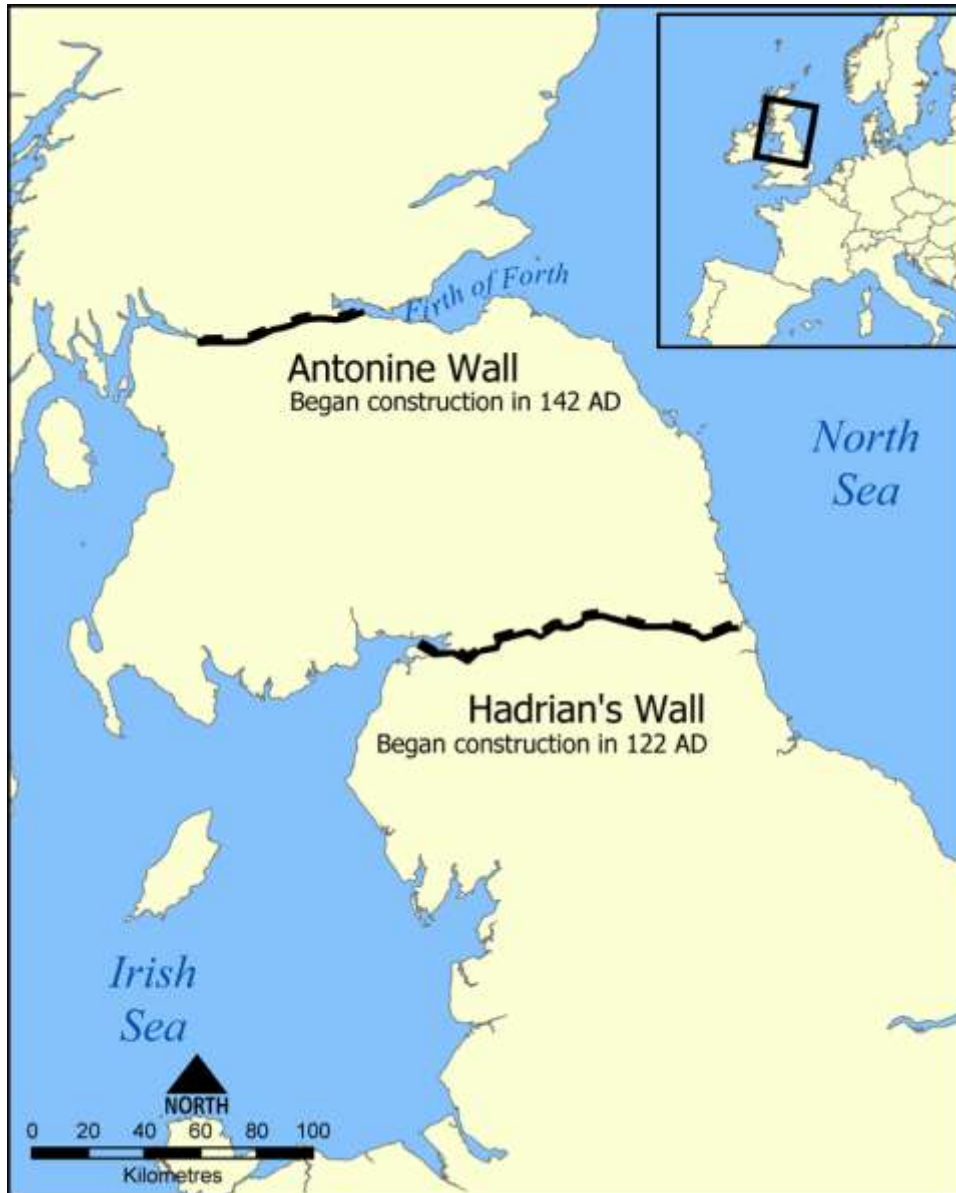 Firth of Forth
Antonine Wall
Began construction in 142 AD
North
Sea
Hadrian's Wall
Began construction in 122 AD
Irish
Sea
NORTH
0 20 40 60 80 100
Kilometres